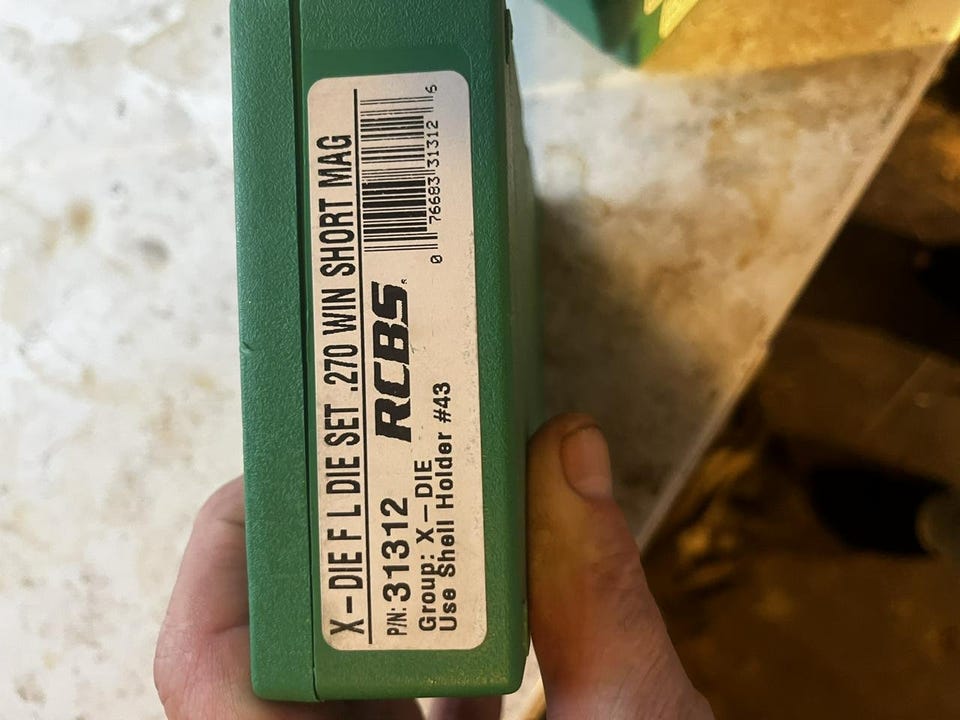 X-DIE F L DIE SET .270 WIN SHORT MAG
P/N: 31312 RCBS®
Group: X-DIE
Use Shell Holder #43
0 76683 31312 6